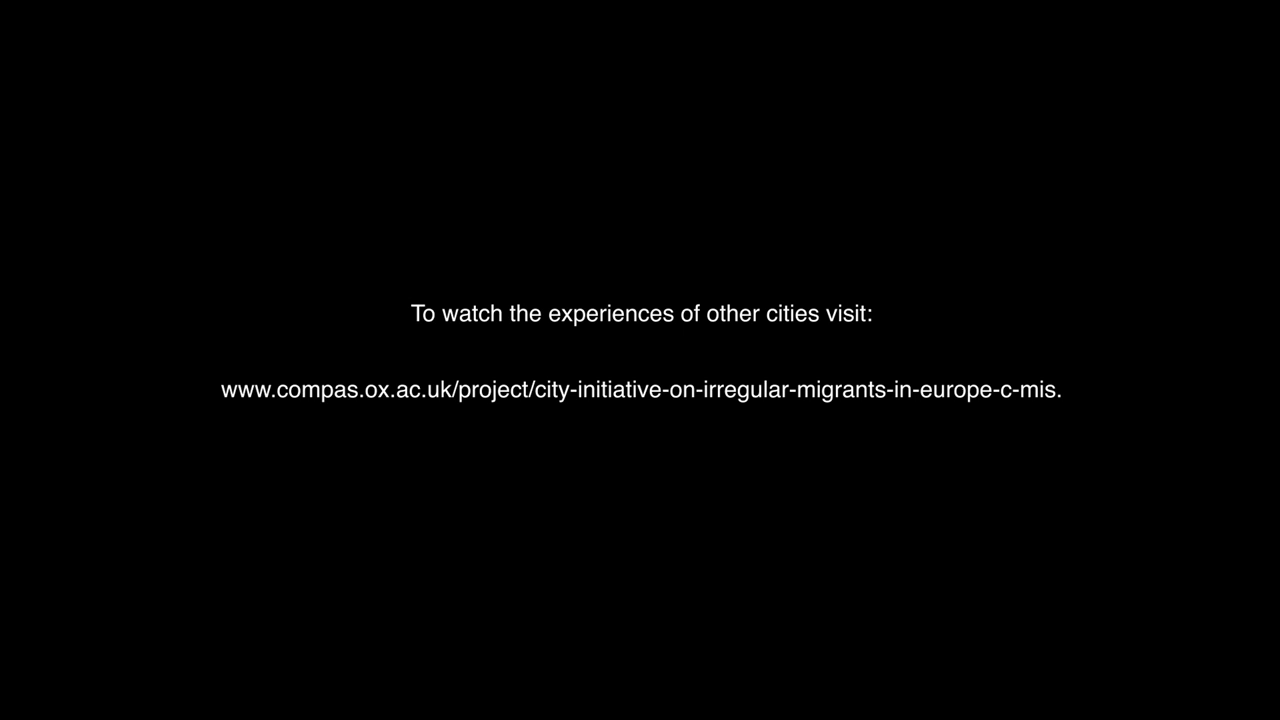 To watch the experiences of other cities visit:
www.compas.ox.ac.uk/project/city-initiative-on-irregular-migrants-in-europe-c-mis.